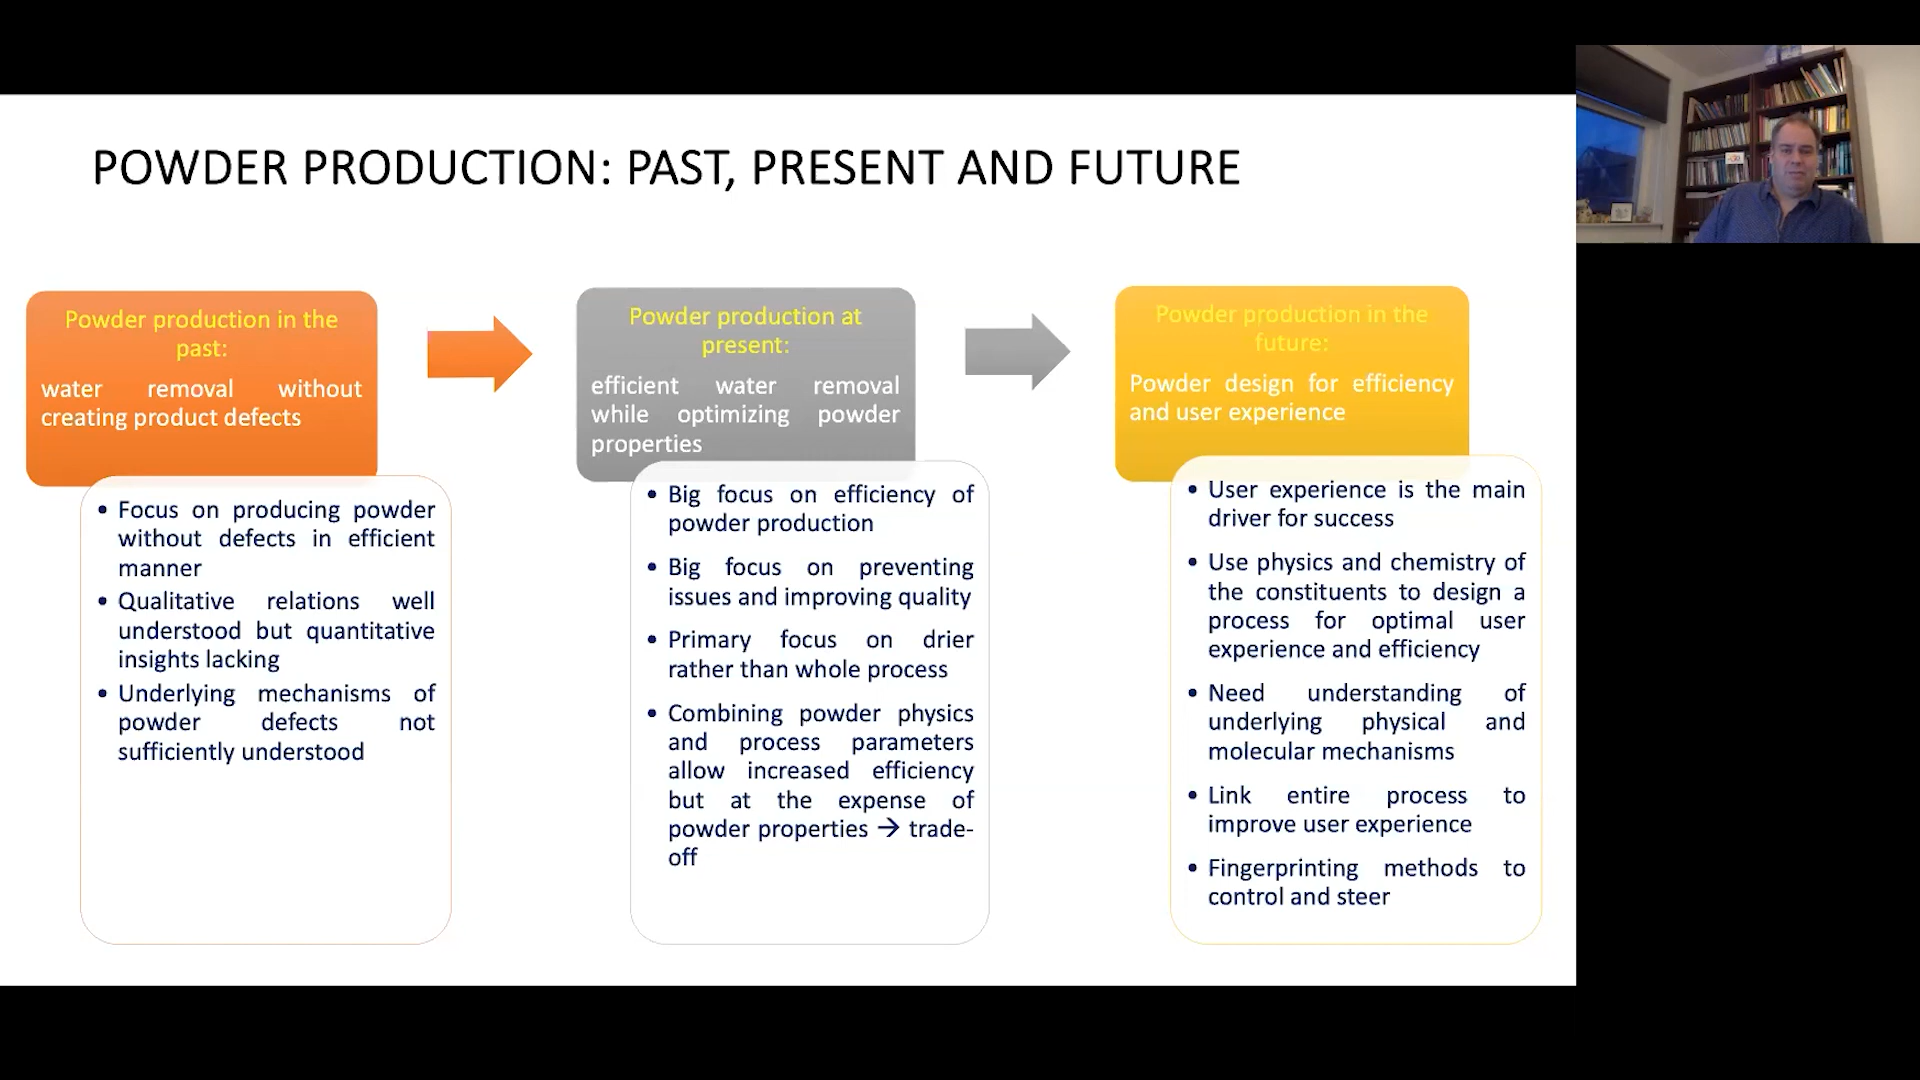 POWDER PRODUCTION: PAST, PRESENT AND FUTURE
Powder production in the
past:
water removal without
creating product defects
• Focus on producing powder
without defects in efficient
manner
• Qualitative relations well
understood but quantitative
insights lacking
• Underlying mechanisms of
powder defects not
sufficiently understood
Powder production at
present:
efficient water removal
while optimizing powder
properties
• Big focus on efficiency of
powder production
• Big focus on preventing
issues and improving quality
• Primary focus on drier
rather than whole process
• Combining powder physics
and process parameters
allow increased efficiency
but at the expense of
powder properties → trade-
off
Powder production in the
future:
Powder design for efficiency
and user experience
• User experience is the main
driver for success
• Use physics and chemistry of
the constituents to design a
process for optimal user
experience and efficiency
• Need understanding of
underlying physical and
molecular mechanisms
• Link entire process to
improve user experience
• Fingerprinting methods to
control and steer